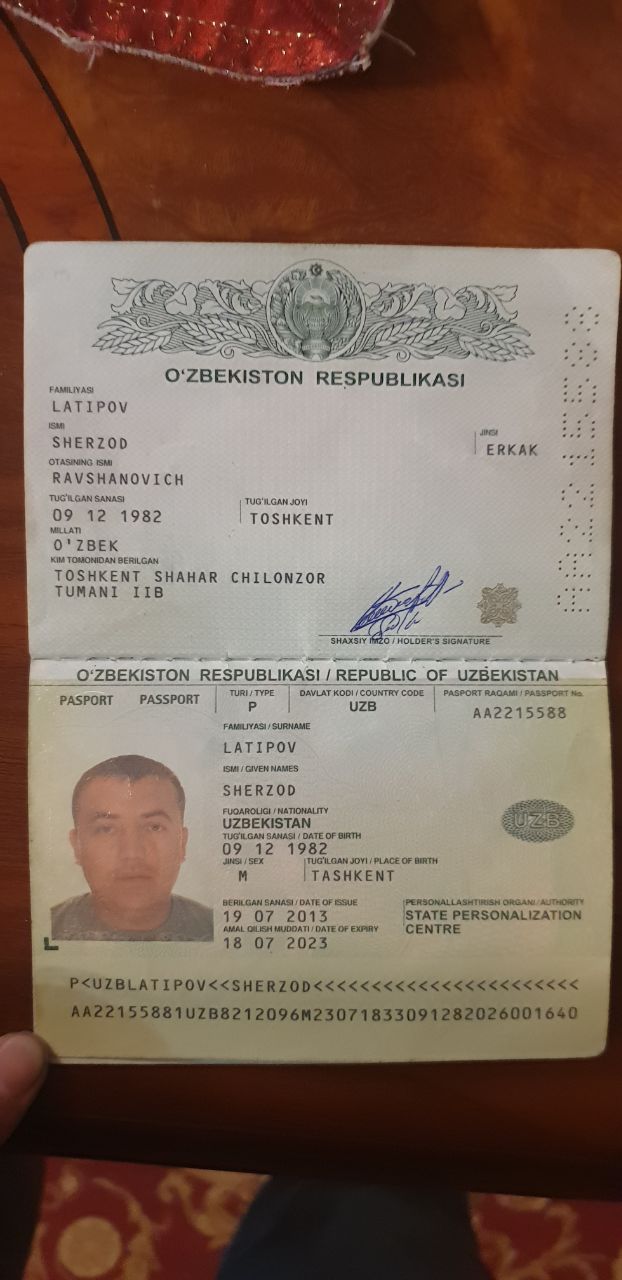 O‘ZBEKISTON RESPUBLIKASI
FAMILIYASI
LATIPOV
ISMI
SHERZOD
JINSI
ERKAK
OTASINING ISMI
RAVSHANOVICH
TUG‘ILGAN SANASI
09 12 1982
TUG‘ILGAN JOYI
TOSHKENT
MILLATI
O'ZBEK
KIM TOMONIDAN BERILGAN
TOSHKENT SHAHAR CHILONZOR
TUMANI IIB
SHAXSIY IMZO / HOLDER'S SIGNATURE
AA2215588
O‘ZBEKISTON RESPUBLIKASI / REPUBLIC OF UZBEKISTAN
PASPORT PASSPORT
TURI / TYPE
P
DAVLAT KODI / COUNTRY CODE
UZB
PASPORT RAQAMI / PASSPORT No.
AA2215588
FAMILIYASI / SURNAME
LATIPOV
ISMI / GIVEN NAMES
SHERZOD
FUQAROLIGI / NATIONALITY
UZBEKISTAN
TUG‘ILGAN SANASI / DATE OF BIRTH
09 12 1982
JINSI / SEX
M
TUG‘ILGAN JOYI / PLACE OF BIRTH
TASHKENT
UZB
BERILGAN SANASI / DATE OF ISSUE
19 07 2013
AMAL QILISH MUDDATI / DATE OF EXPIRY
18 07 2023
PERSONALLASHTIRISH ORGANI / AUTHORITY
STATE PERSONALIZATION
CENTRE
P<UZBLATIPOV<<SHERZOD<<<<<<<<<<<<<<<<<<<<<<<
AA22155881UZB8212096M23071833091282026001640